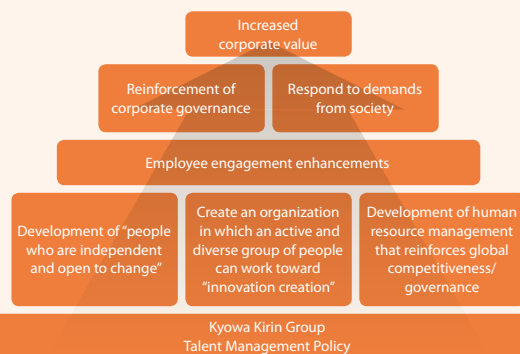 Increased
corporate value
Reinforcement of
corporate governance
Respond to demands
from society
Employee engagement enhancements
Development of “people
who are independent
and open to change”
Create an organization
in which an active and
diverse group of people
can work toward
“innovation creation”
Development of human
resource management
that reinforces global
competitiveness/
governance
Kyowa Kirin Group
Talent Management Policy